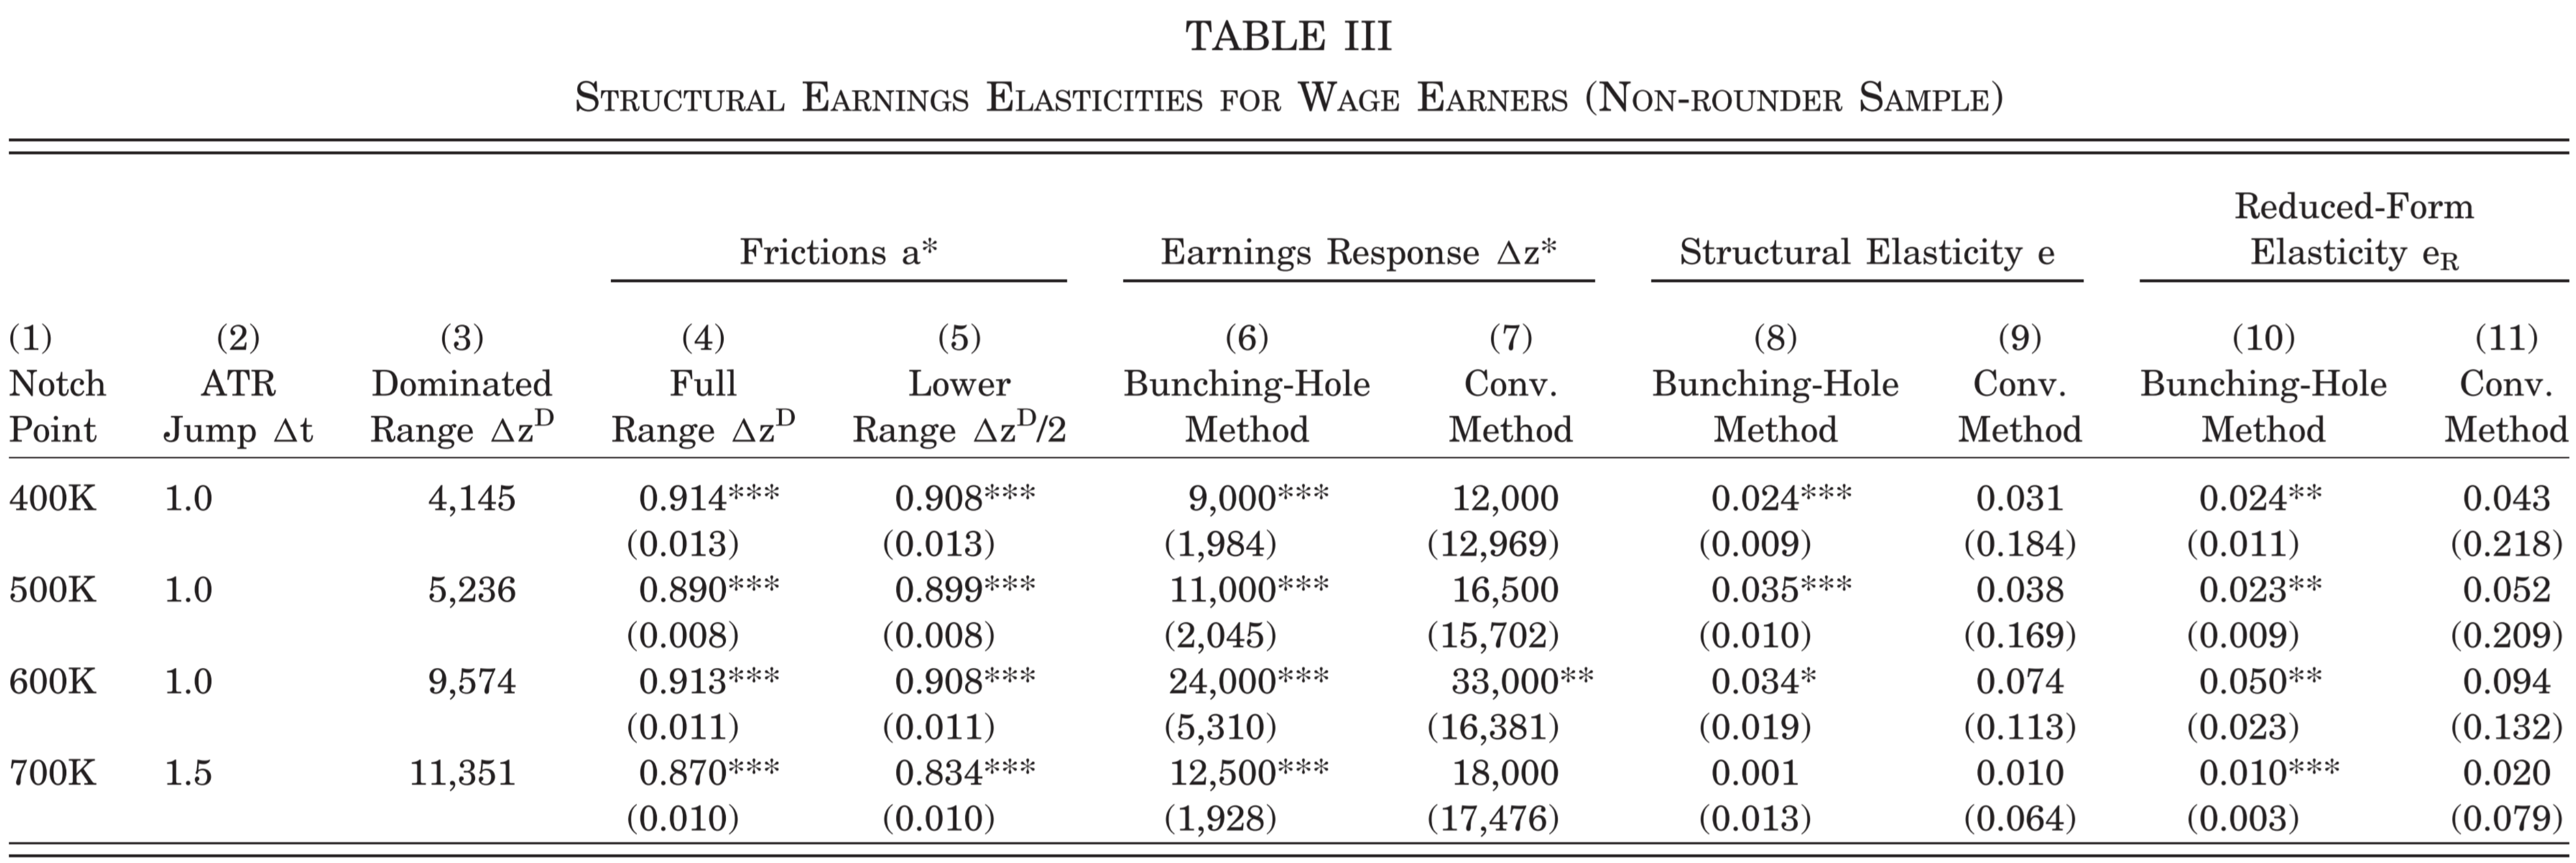 TABLE III
STRUCTURAL EARNINGS ELASTICITIES FOR WAGE EARNERS (NON-ROUNDER SAMPLE)
Reduced-Form
Frictions a* Earnings Response Δz* Structural Elasticity e Elasticity eR
(1) (2) (3) (4) (5) (6) (7) (8) (9) (10) (11)
Notch ATR Dominated Full Lower Bunching-Hole Conv. Bunching-Hole Conv. Bunching-Hole Conv.
Point Jump Δt Range ΔzD Range ΔzD Range ΔzD/2 Method Method Method Method Method Method
400K 1.0 4,145 0.914*** 0.908*** 9,000*** 12,000 0.024*** 0.031 0.024** 0.043
(0.013) (0.013) (1,984) (12,969) (0.009) (0.184) (0.011) (0.218)
500K 1.0 5,236 0.890*** 0.899*** 11,000*** 16,500 0.035*** 0.038 0.023** 0.052
(0.008) (0.008) (2,045) (15,702) (0.010) (0.169) (0.009) (0.209)
600K 1.0 9,574 0.913*** 0.908*** 24,000*** 33,000** 0.034* 0.074 0.050** 0.094
(0.011) (0.011) (5,310) (16,381) (0.019) (0.113) (0.023) (0.132)
700K 1.5 11,351 0.870*** 0.834*** 12,500*** 18,000 0.001 0.010 0.010*** 0.020
(0.010) (0.010) (1,928) (17,476) (0.013) (0.064) (0.003) (0.079)